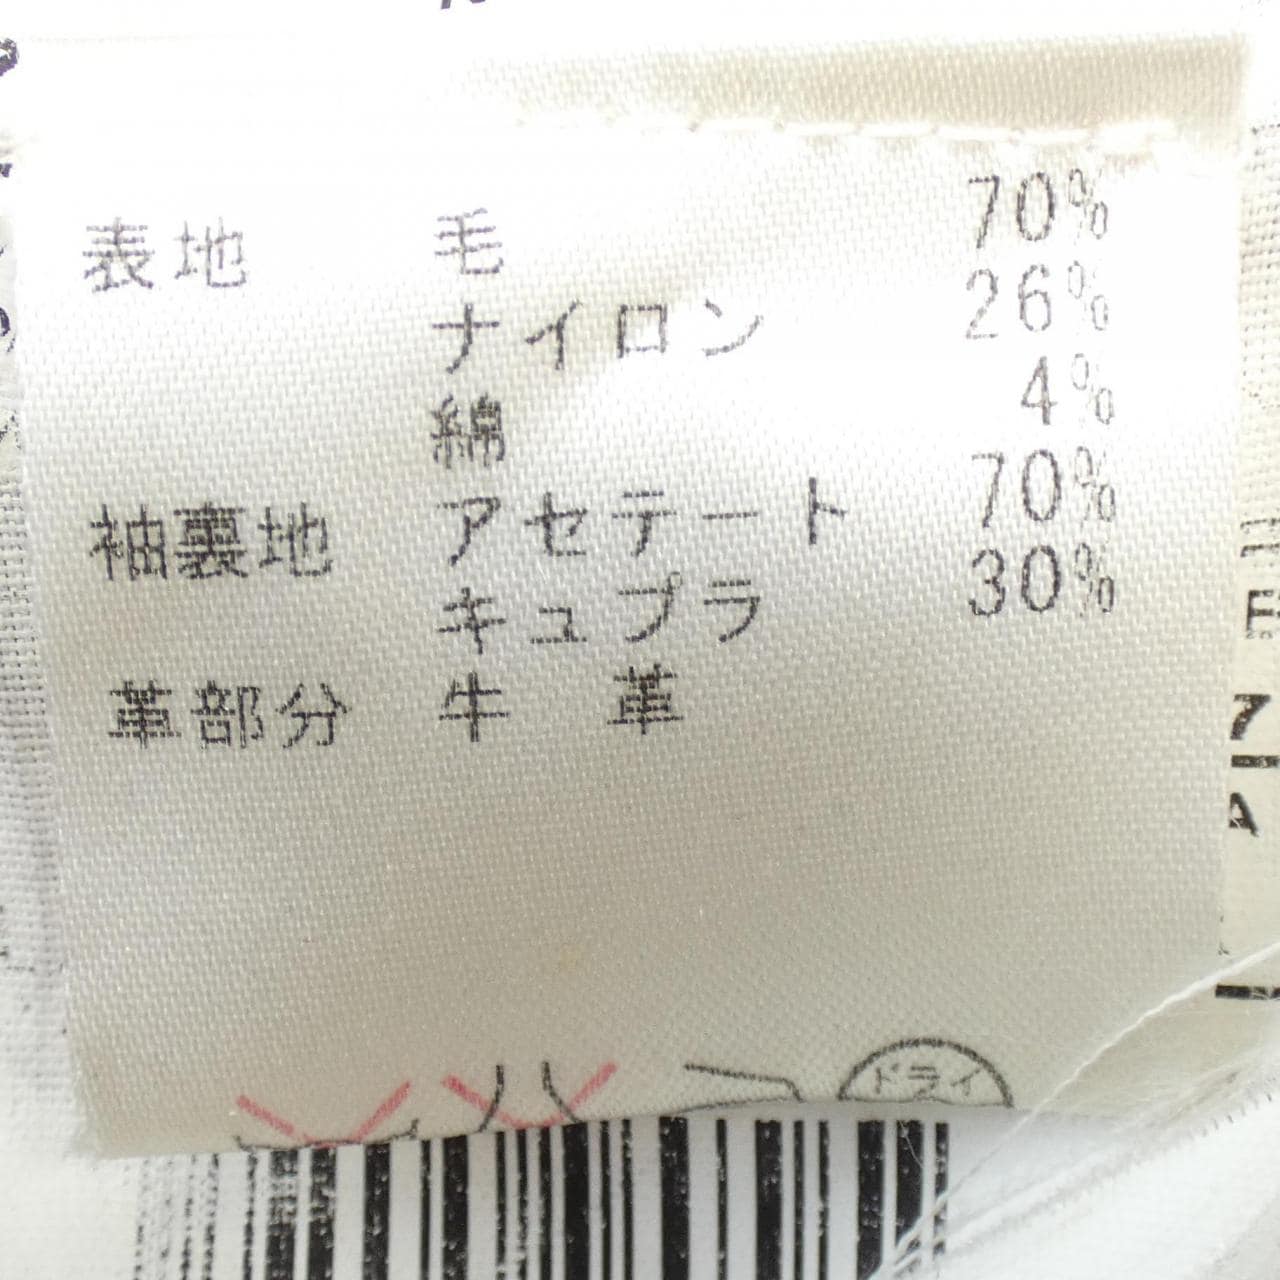 表地 毛 70%
ナイロン 26%
綿 4%
袖裏地 アセテート 70%
キュプラ 30%
革部分 牛 革
ドライ
7
A